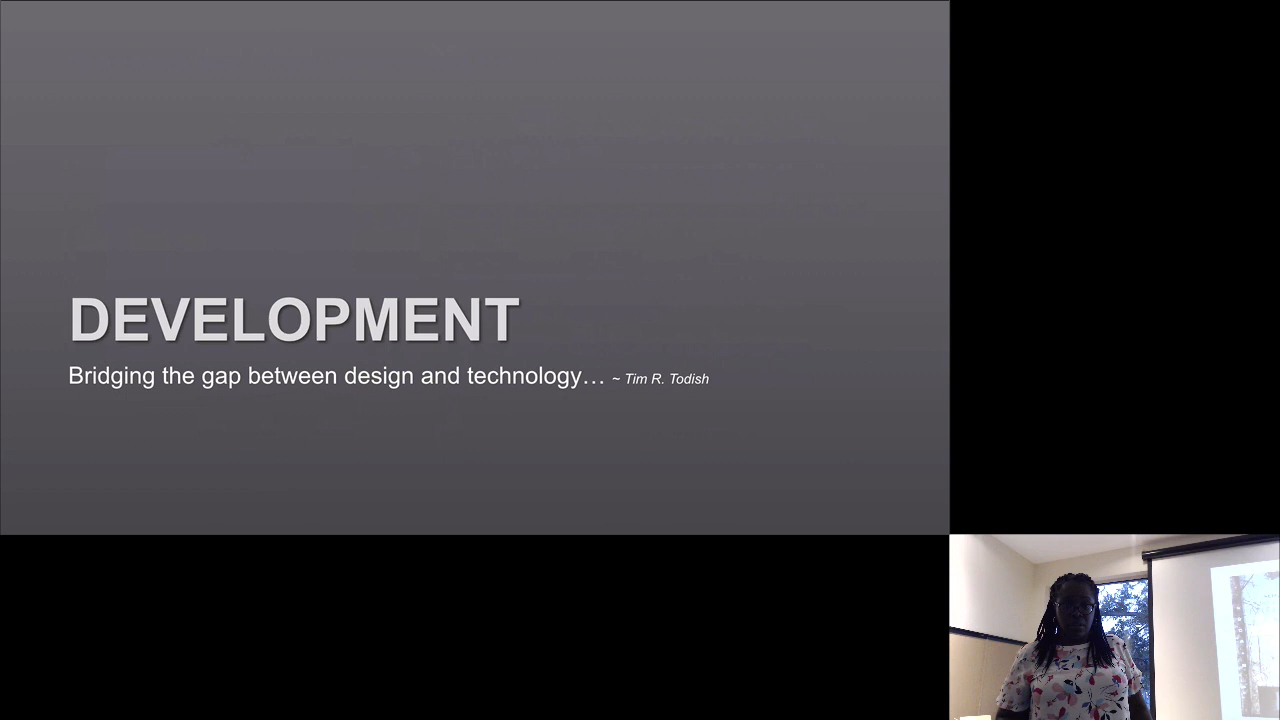 DEVELOPMENT
Bridging the gap between design and technology… ~ Tim R. Todish